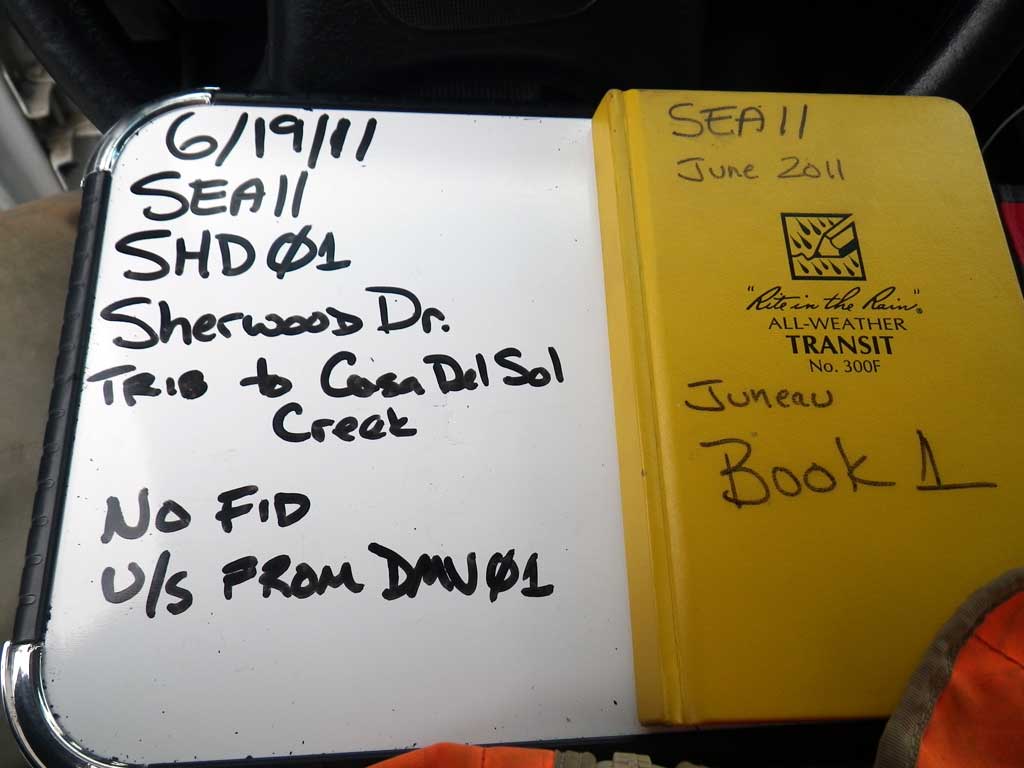 6/19/11
SEA11
SHDØ1
Sherwood Dr.
TRIB to Casa Del Sol
Creek
NO FID
U/S FROM DMVØ1
SEA11
June 2011
"Rite in the Rain"®
ALL-WEATHER
TRANSIT
No. 300F
Juneau
Book 1